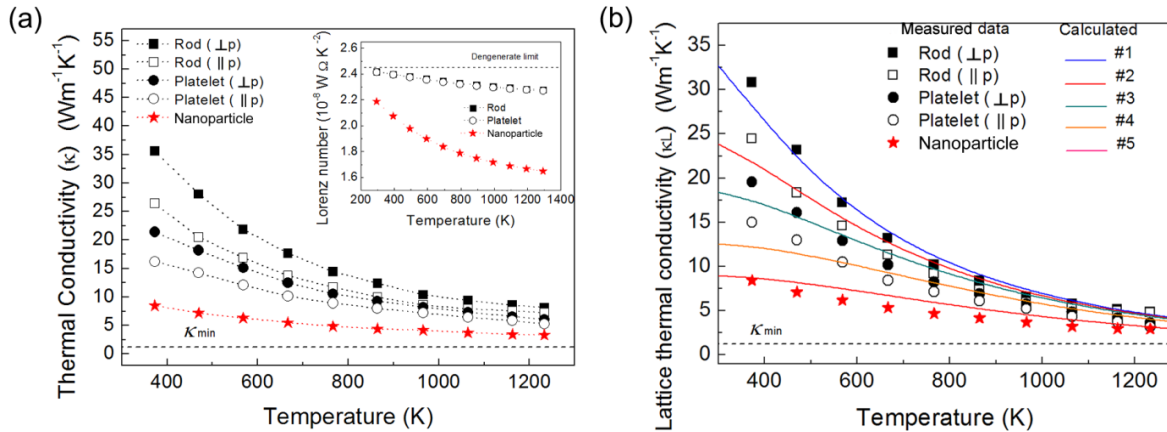 (a)
Thermal Conductivity (κ) (Wm⁻¹K⁻¹)
55
50
45
40
35
30
25
20
15
10
5
0
Rod (⊥p)
Rod (∥p)
Platelet (⊥p)
Platelet (∥p)
Nanoparticle
κmin
400 600 800 1000 1200
Temperature (K)
Lorenz number (10⁻⁸ W Ω K⁻²)
2.6
2.4
2.2
2.0
1.8
1.6
Dengenerate limit
Rod
Platelet
Nanoparticle
200 400 600 800 1000 1200 1400
Temperature (K)
(b)
Lattice thermal conductivity (κL) (Wm⁻¹K⁻¹)
35
30
25
20
15
10
5
0
Measured data
Rod (⊥p)
Rod (∥p)
Platelet (⊥p)
Platelet (∥p)
Nanoparticle
Calculated
#1
#2
#3
#4
#5
κmin
400 600 800 1000 1200
Temperature (K)